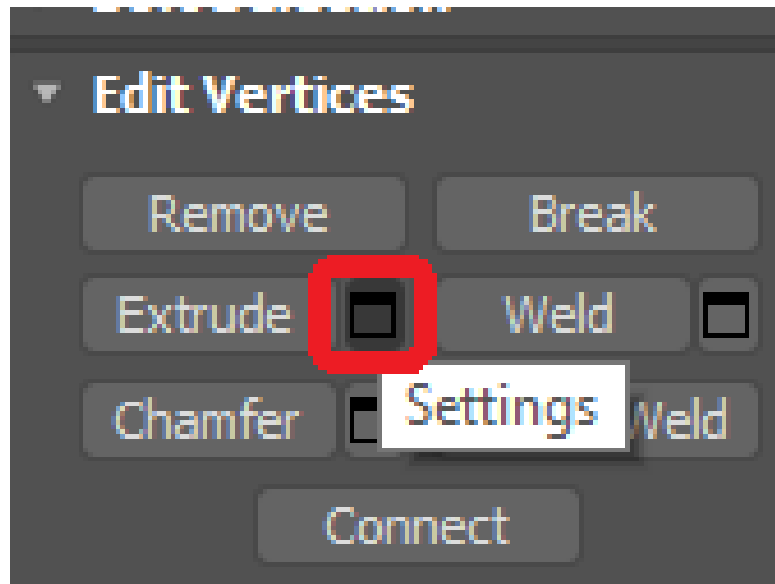 Edit Vertices
Remove Break
Extrude Weld
Chamfer Settings Weld
Connect